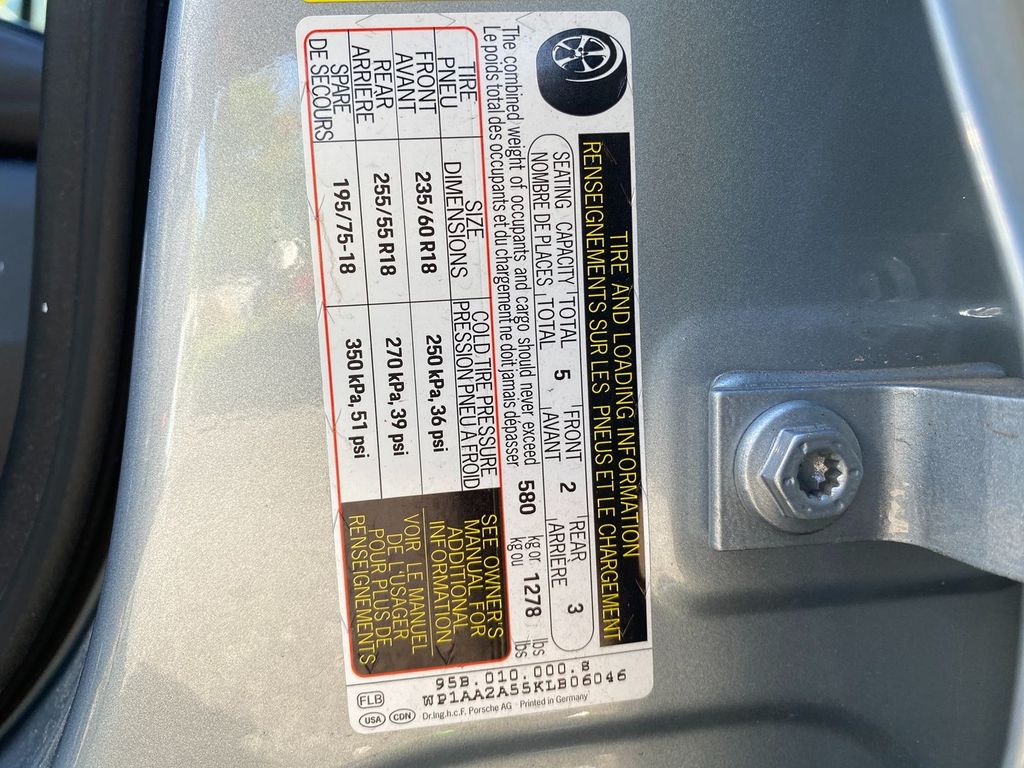 TIRE AND LOADING INFORMATION
RENSEIGNEMENTS SUR LES PNEUS ET LE CHARGEMENT
SEATING CAPACITY TOTAL 5 FRONT 2 REAR 3
NOMBRE DE PLACES TOTAL AVANT ARRIÈRE
The combined weight of occupants and cargo should never exceed 580 kg or 1278 lbs
Le poids total des occupants et du chargement ne doit jamais dépasser kg ou lbs
TIRE SIZE COLD TIRE PRESSURE
PNEU DIMENSIONS PRESSION PNEU A FROID
FRONT 235/60 R18 250 kPa, 36 psi
AVANT
REAR 255/55 R18 270 kPa, 39 psi
ARRIÈRE
SPARE 195/75-18 350 kPa, 51 psi
DE SECOURS
SEE OWNER'S
MANUAL FOR
ADDITIONAL
INFORMATION
VOIR LE MANUEL
DE L'USAGER
POUR PLUS DE
RENSEIGNEMENTS
95B.010.000.8
WP1AA2A55KLB06046
FLB
USA CDN Dr.Ing.h.c.F. Porsche AG - Printed in Germany